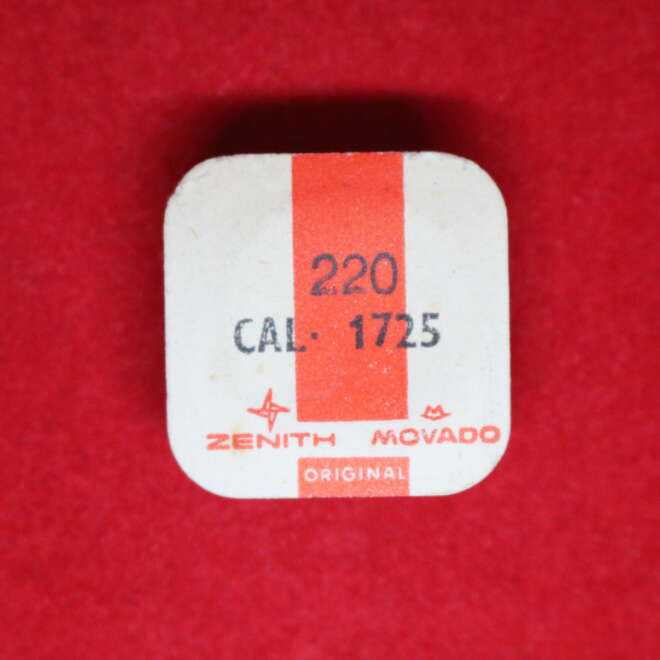 220
CAL. 1725
ZENITH MOVADO
ORIGINAL